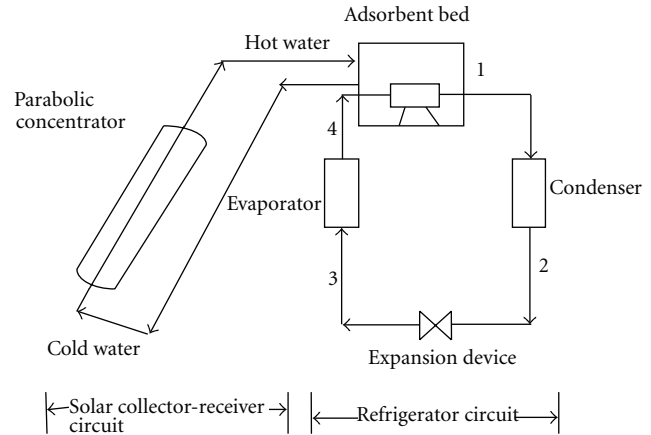 Adsorbent bed
Hot water
1
Parabolic
concentrator
4
Evaporator
Condenser
3
2
Cold water
Expansion device
Solar collector-receiver
circuit
Refrigerator circuit